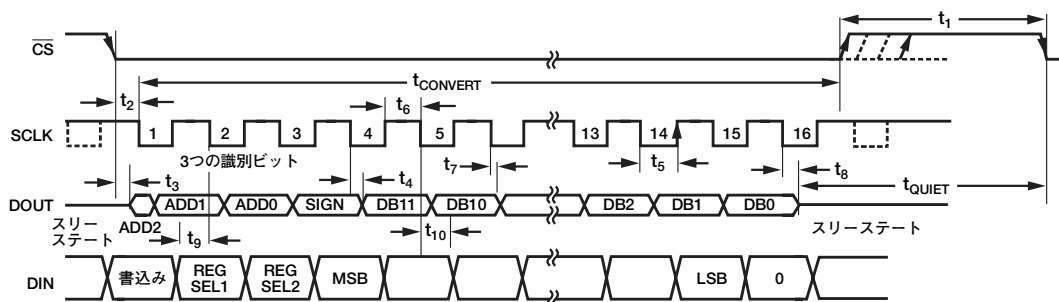 t1
CS
tCONVERT
t2
t6
SCLK
1 2 3 4 5 13 14 15 16
3つの識別ビット
t3
t4
t7
t5
t8
tQUIET
DOUT
ADD1 ADD0 SIGN DB11 DB10 DB2 DB1 DB0
スリー
ステート
ADD2
スリーステート
t9
t10
DIN
書込み
REG
SEL1
REG
SEL2
MSB
LSB
0